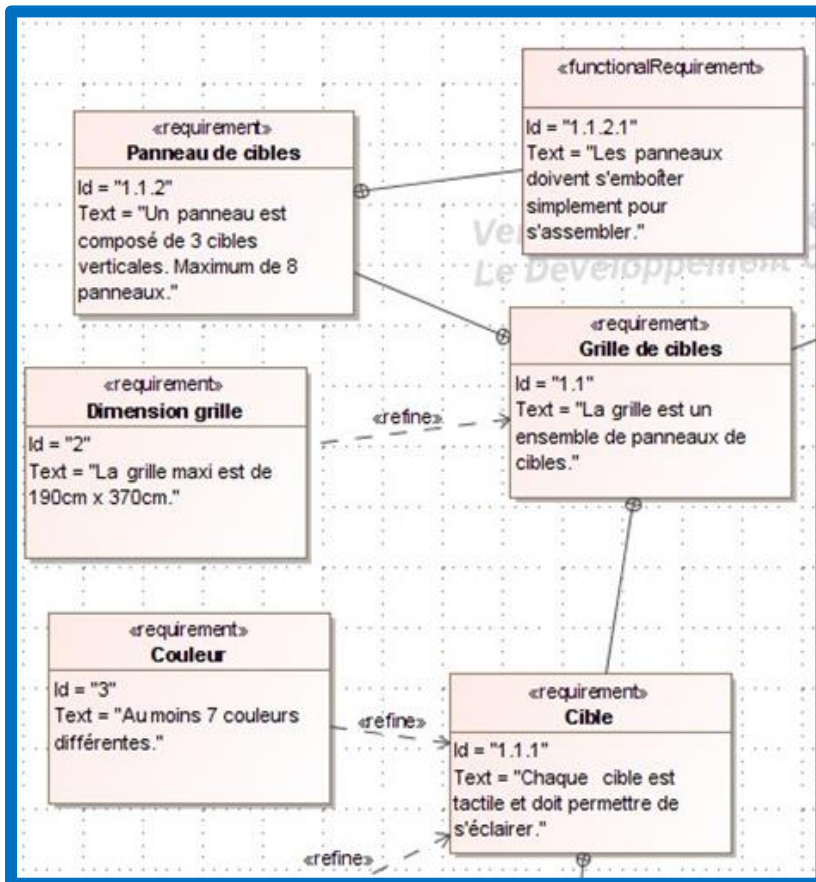 «functionalRequirement»
Id = "1.1.2.1"
Text = "Les panneaux
doivent s'emboîter
simplement pour
s'assembler."
«requirement»
Panneau de cibles
Id = "1.1.2"
Text = "Un panneau est
composé de 3 cibles
verticales. Maximum de 8
panneaux."
Le Développement
«requirement»
Grille de cibles
Id = "1.1"
Text = "La grille est un
ensemble de panneaux de
cibles."
«requirement»
Dimension grille
Id = "2"
Text = "La grille maxi est de
190cm x 370cm."
«refine»
«requirement»
Couleur
Id = "3"
Text = "Au moins 7 couleurs
différentes."
«refine»
«requirement»
Cible
Id = "1.1.1"
Text = "Chaque cible est
tactile et doit permettre de
s'éclairer."
«refine»